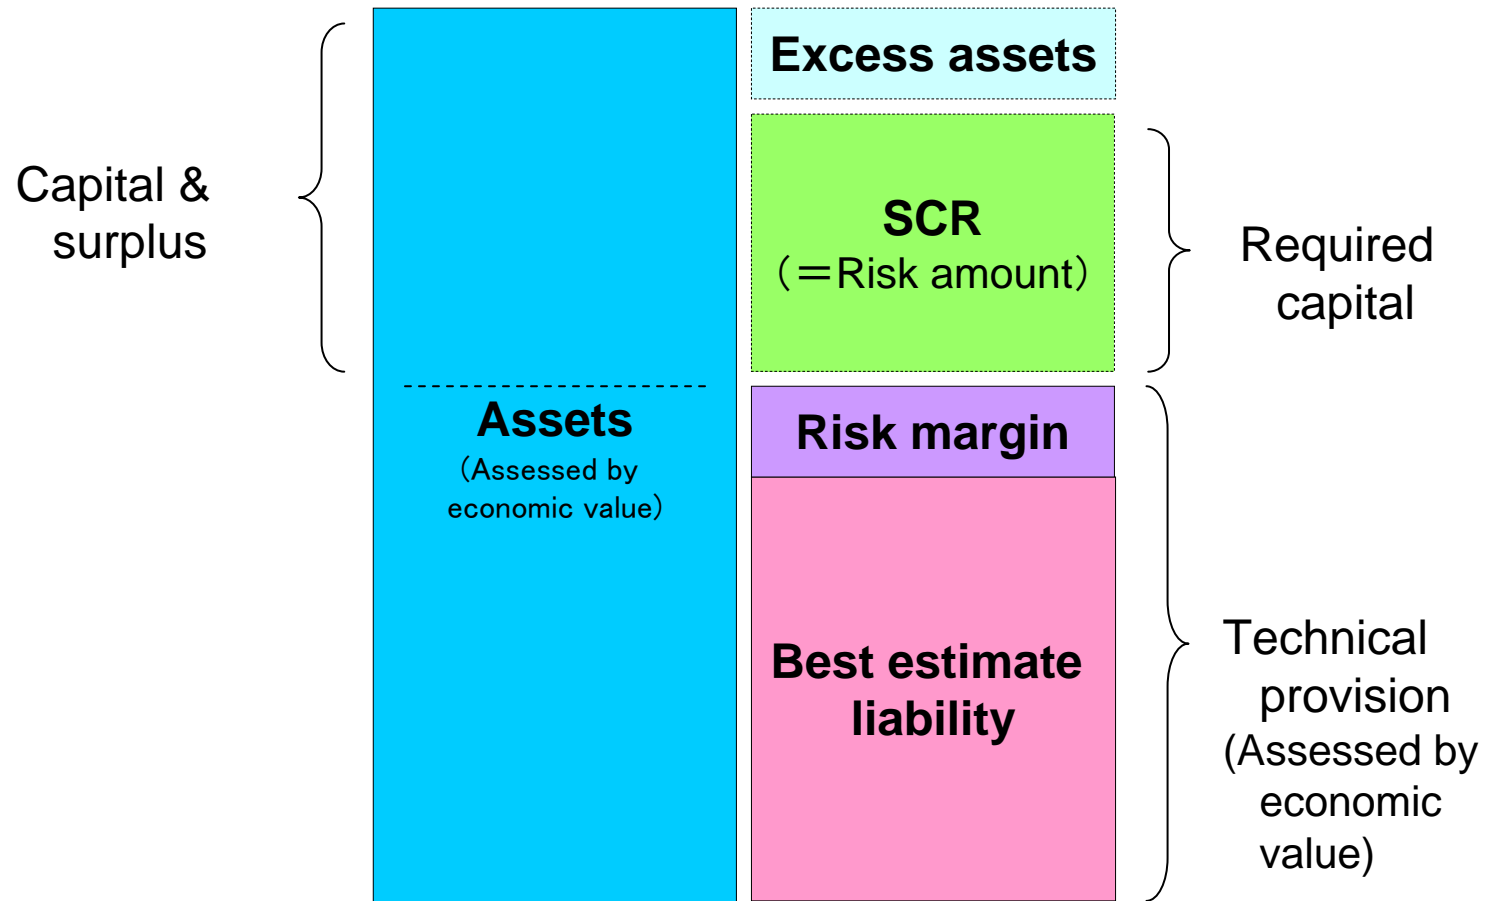 Capital &
surplus
Assets
（Assessed by
economic value）
Excess assets
SCR
（＝Risk amount）
Risk margin
Best estimate
liability
Required
capital
Technical
provision
(Assessed by
economic
value)